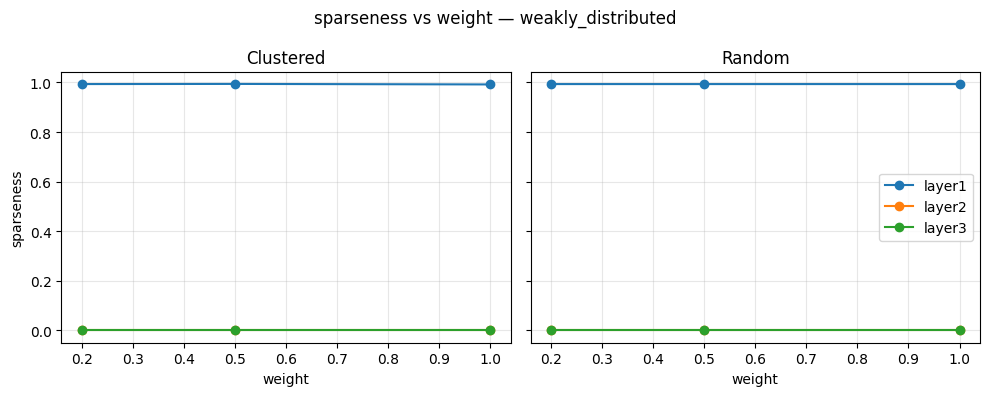 sparseness vs weight — weakly_distributed
Clustered
Random
sparseness
1.0
0.8
0.6
0.4
0.2
0.0
0.2 0.3 0.4 0.5 0.6 0.7 0.8 0.9 1.0
weight
layer1
layer2
layer3
0.2 0.3 0.4 0.5 0.6 0.7 0.8 0.9 1.0
weight